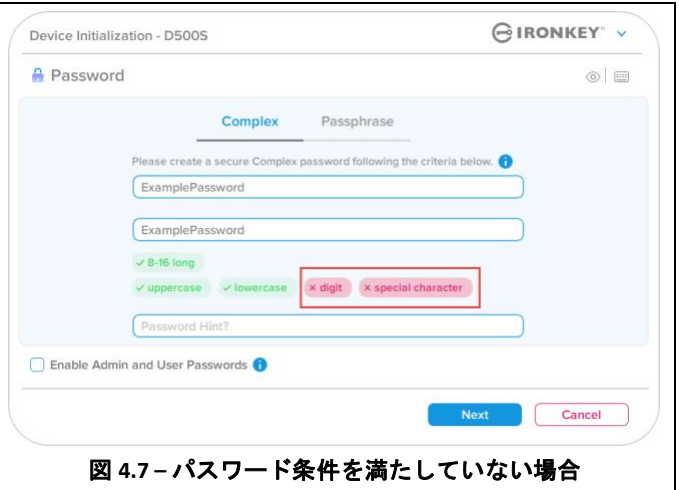 Device Initialization - D500S
IRONKEY™
Password
Complex Passphrase
Please create a secure Complex password following the criteria below.
ExamplePassword
ExamplePassword
✓ 8-16 long
✓ uppercase ✓ lowercase × digit × special character
Password Hint?
Enable Admin and User Passwords
Next Cancel
図 4.7 – パスワード条件を満たしていない場合